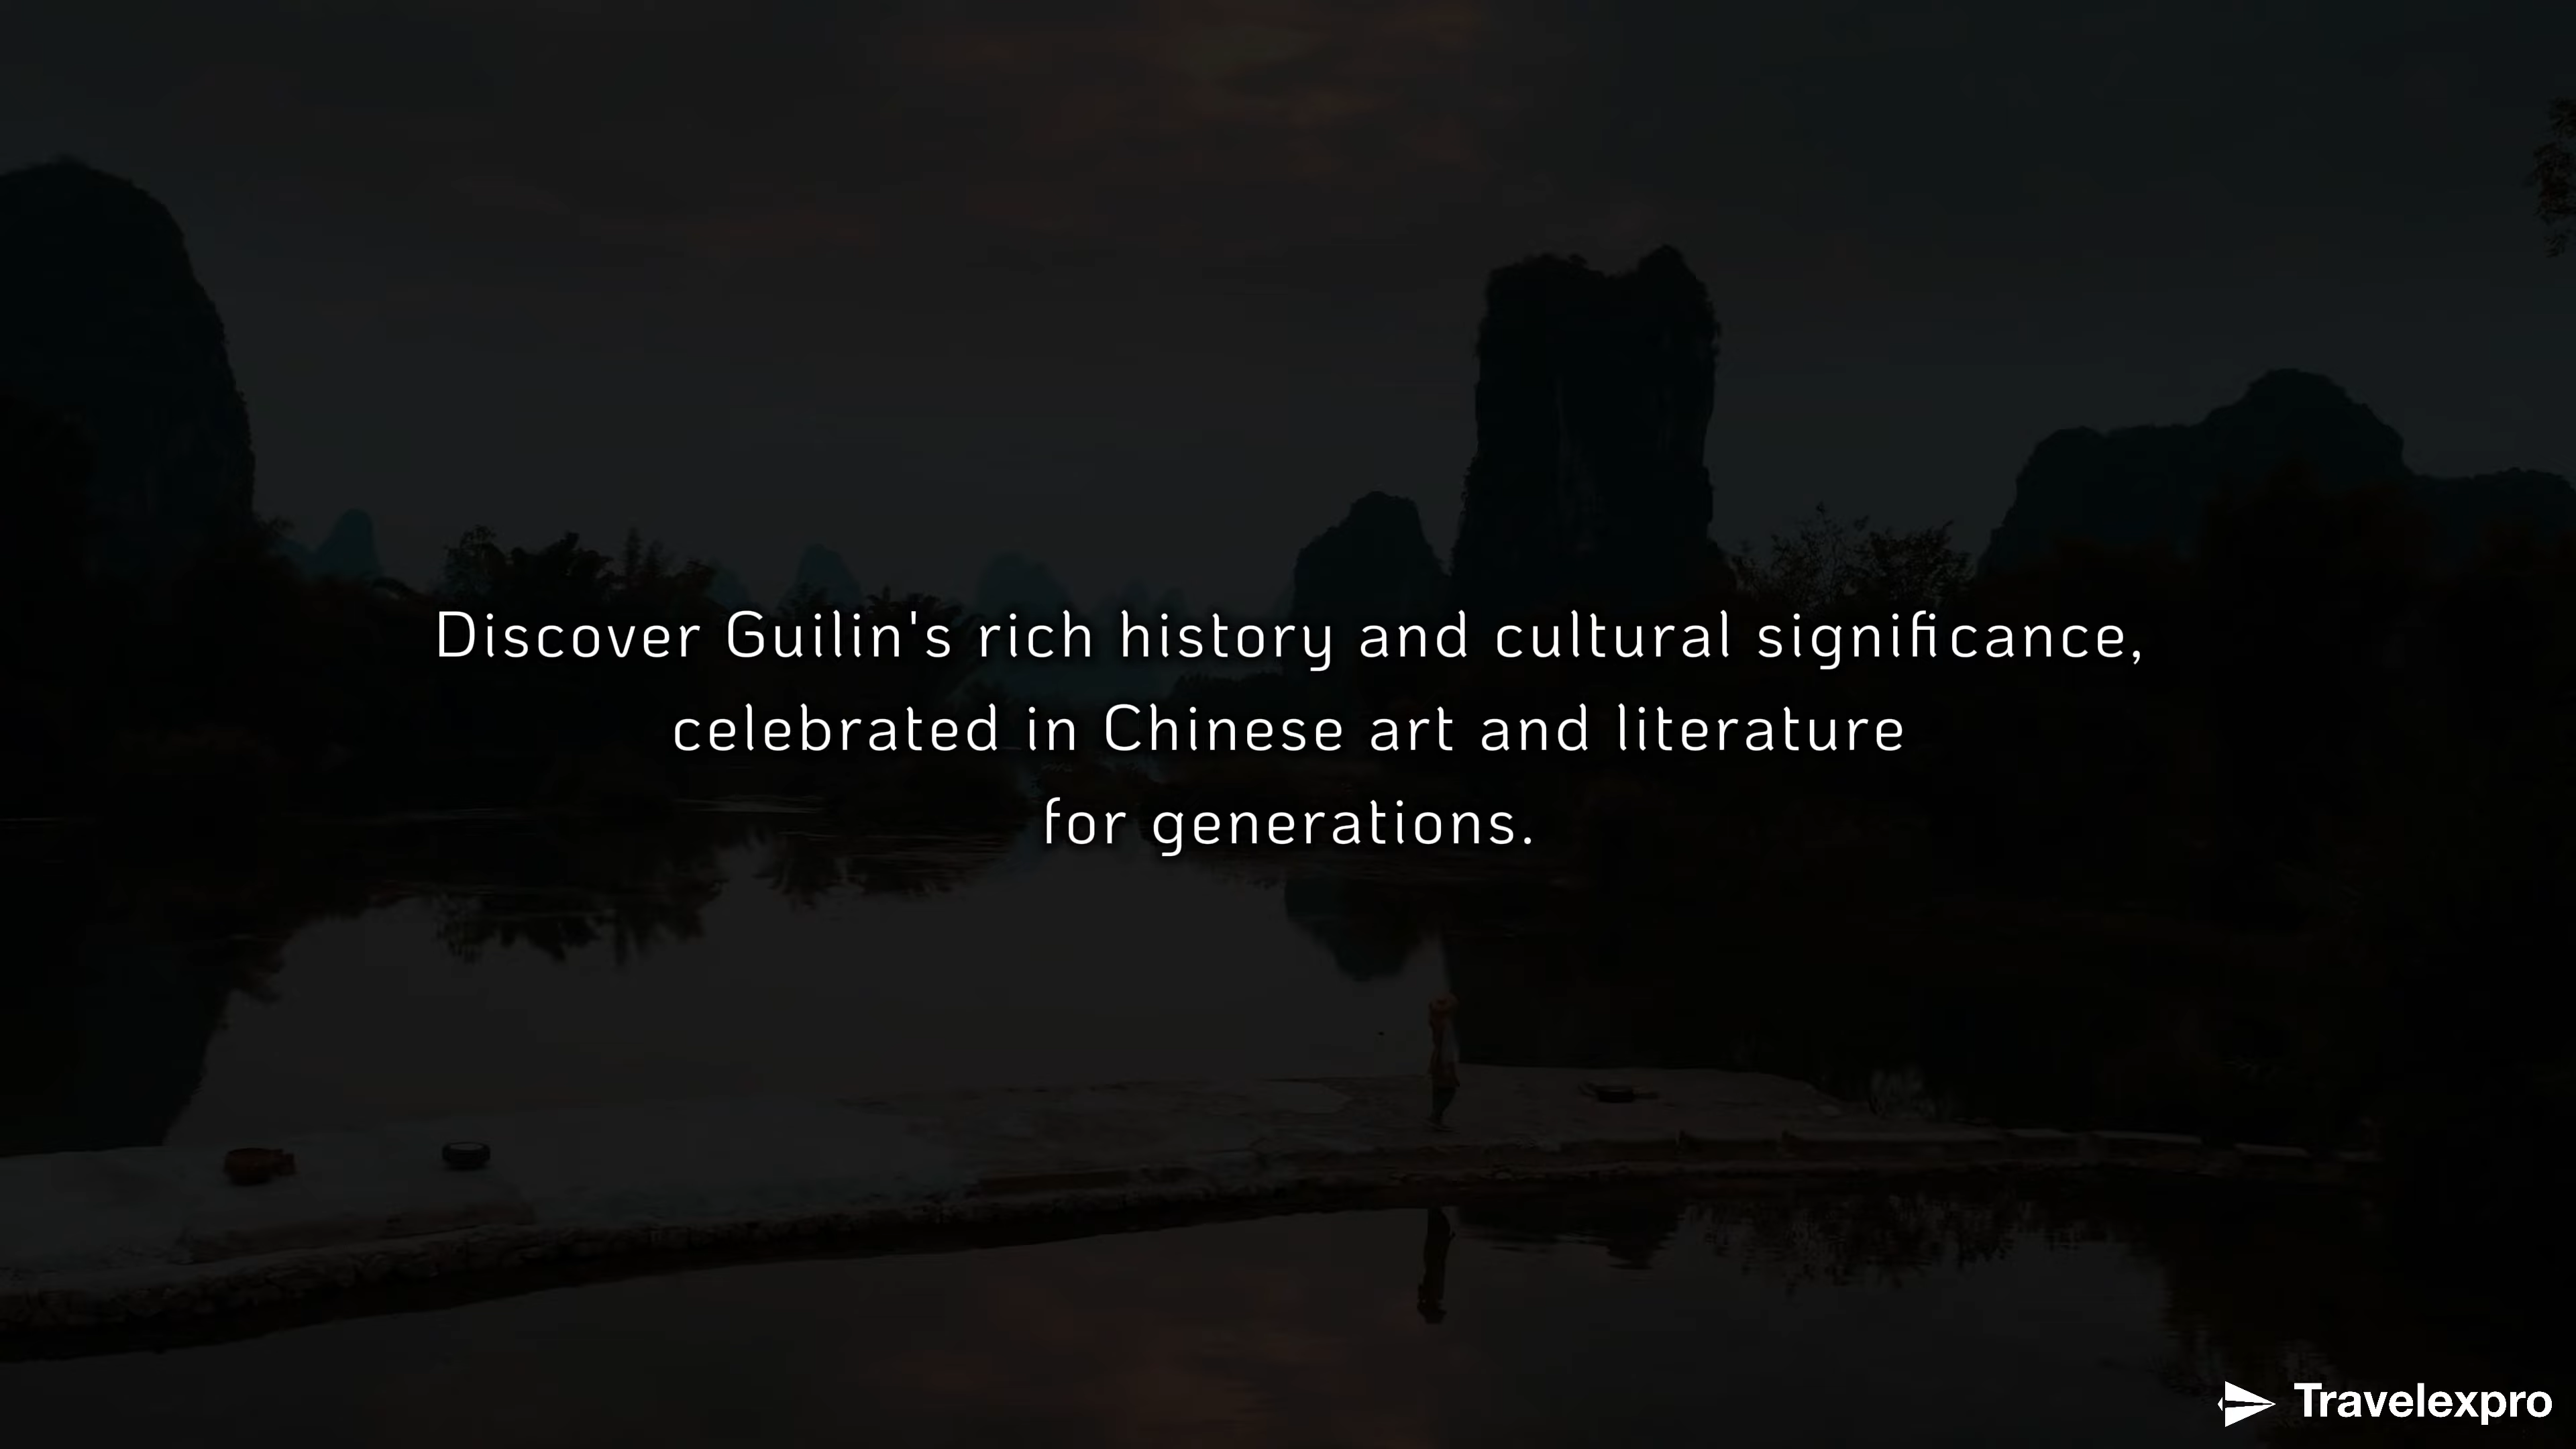 Discover Guilin's rich history and cultural significance,
celebrated in Chinese art and literature
for generations.
Travelexpro